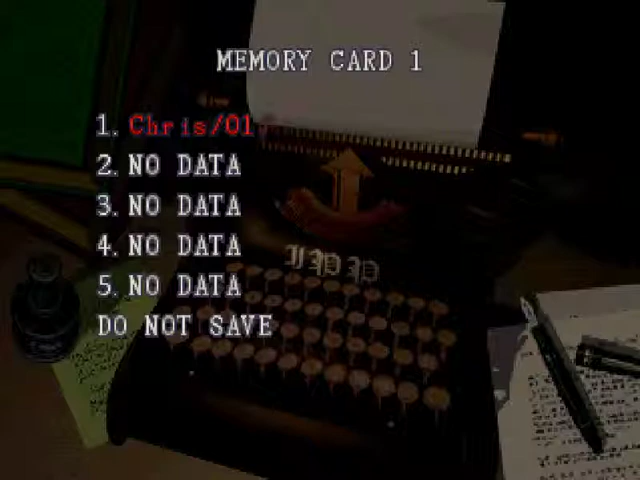 MEMORY CARD 1
1. Chris/01
2. NO DATA
3. NO DATA
4. NO DATA
5. NO DATA
DO NOT SAVE